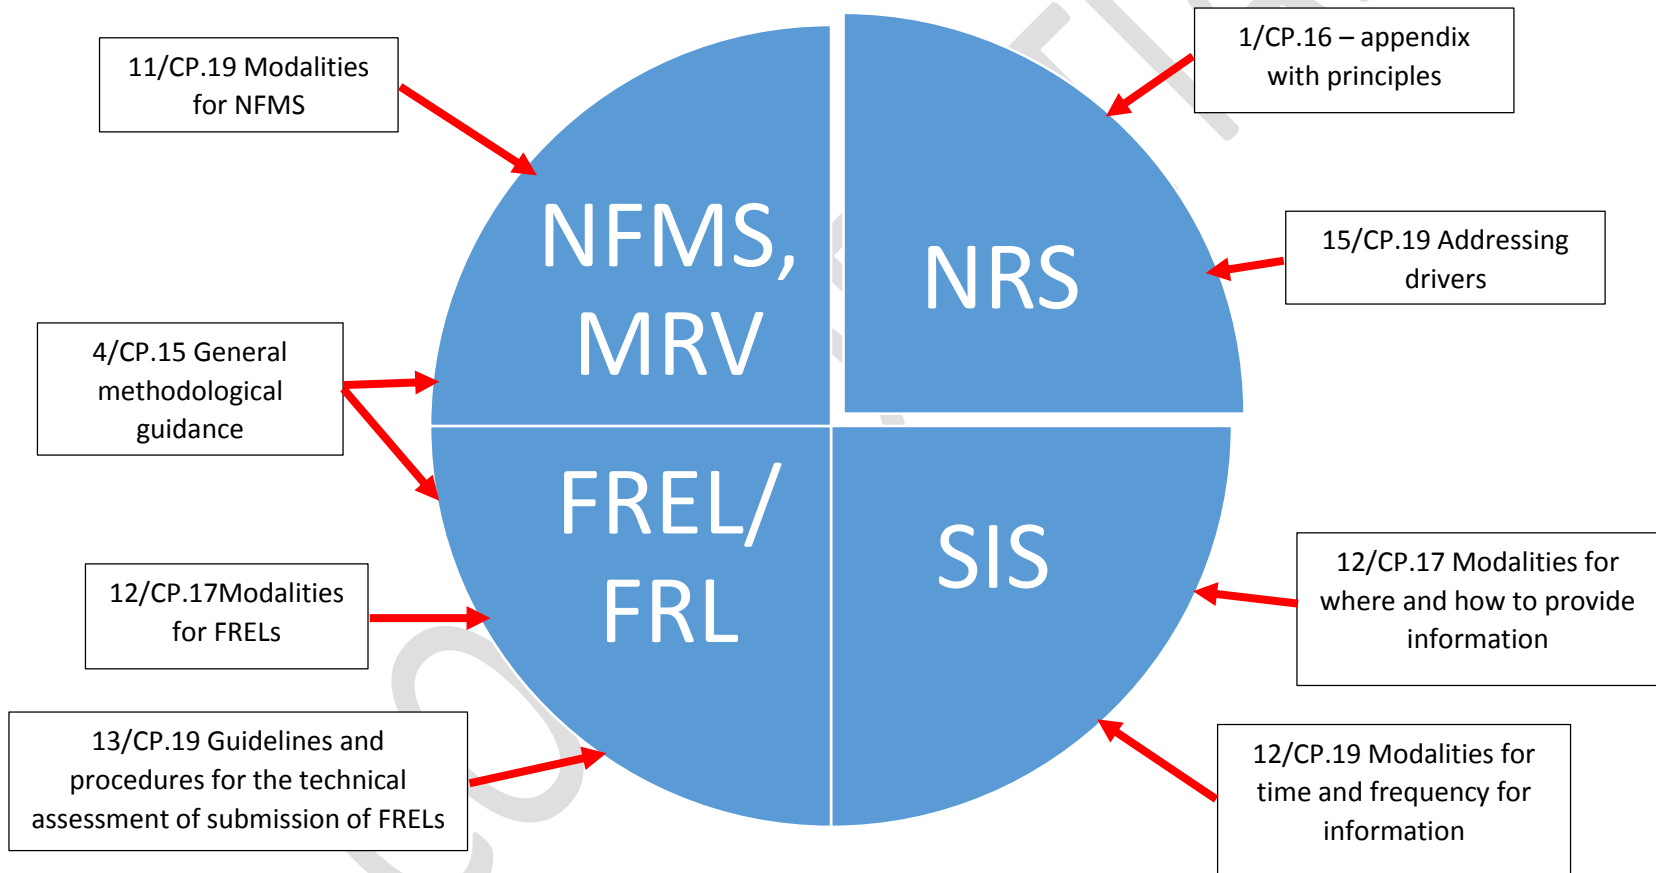 11/CP.19 Modalities
for NFMS
1/CP.16 – appendix
with principles
NFMS,
MRV
NRS
15/CP.19 Addressing
drivers
4/CP.15 General
methodological
guidance
FREL/
FRL
SIS
12/CP.17Modalities
for FRELs
12/CP.17 Modalities for
where and how to provide
information
13/CP.19 Guidelines and
procedures for the technical
assessment of submission of FRELs
12/CP.19 Modalities for
time and frequency for
information